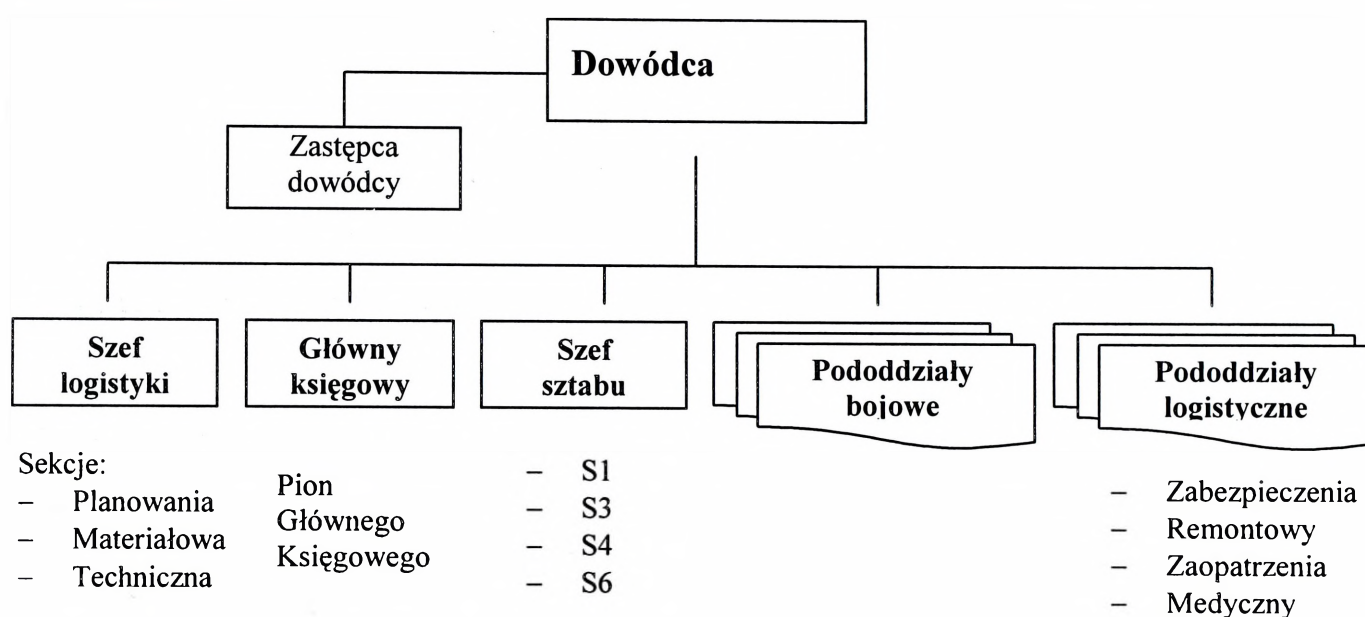 Dowódca
Zastępca
dowódcy
Szef
logistyki
Główny
księgowy
Szef
sztabu
Pododdziały
bojowe
Pododdziały
logistyczne
Sekcje:
– Planowania
– Materiałowa
– Techniczna
Pion
Głównego
Księgowego
– S1
– S3
– S4
– S6
– Zabezpieczenia
– Remontowy
– Zaopatrzenia
– Medyczny